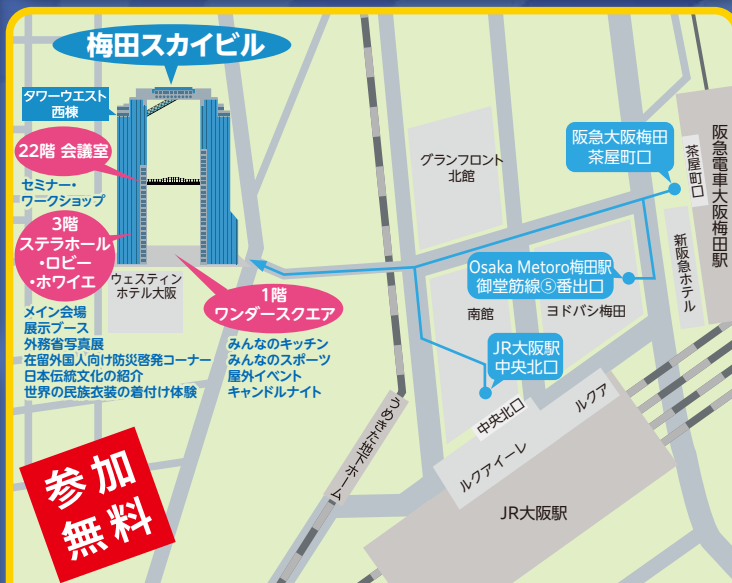 梅田スカイビル
タワーウエスト
西棟
22階 会議室
セミナー・
ワークショップ
3階
ステラホール
・ロビー
・ホワイエ
ウェスティン
ホテル大阪
メイン会場
展示ブース
外務省写真展
在留外国人向け防災啓発コーナー
日本伝統文化の紹介
世界の民族衣装の着付け体験
1階
ワンダースクエア
みんなのキッチン
みんなのスポーツ
屋外イベント
キャンドルナイト
グランフロント
北館
南館
阪急大阪梅田
茶屋町口
茶屋町口
阪急電車大阪梅田駅
新阪急ホテル
Osaka Metoro梅田駅
御堂筋線⑤番出口
ヨドバシ梅田
JR大阪駅
中央北口
中央北口
ルクア
ルクアイーレ
JR大阪駅
うめきた地下ホーム
参加
無料